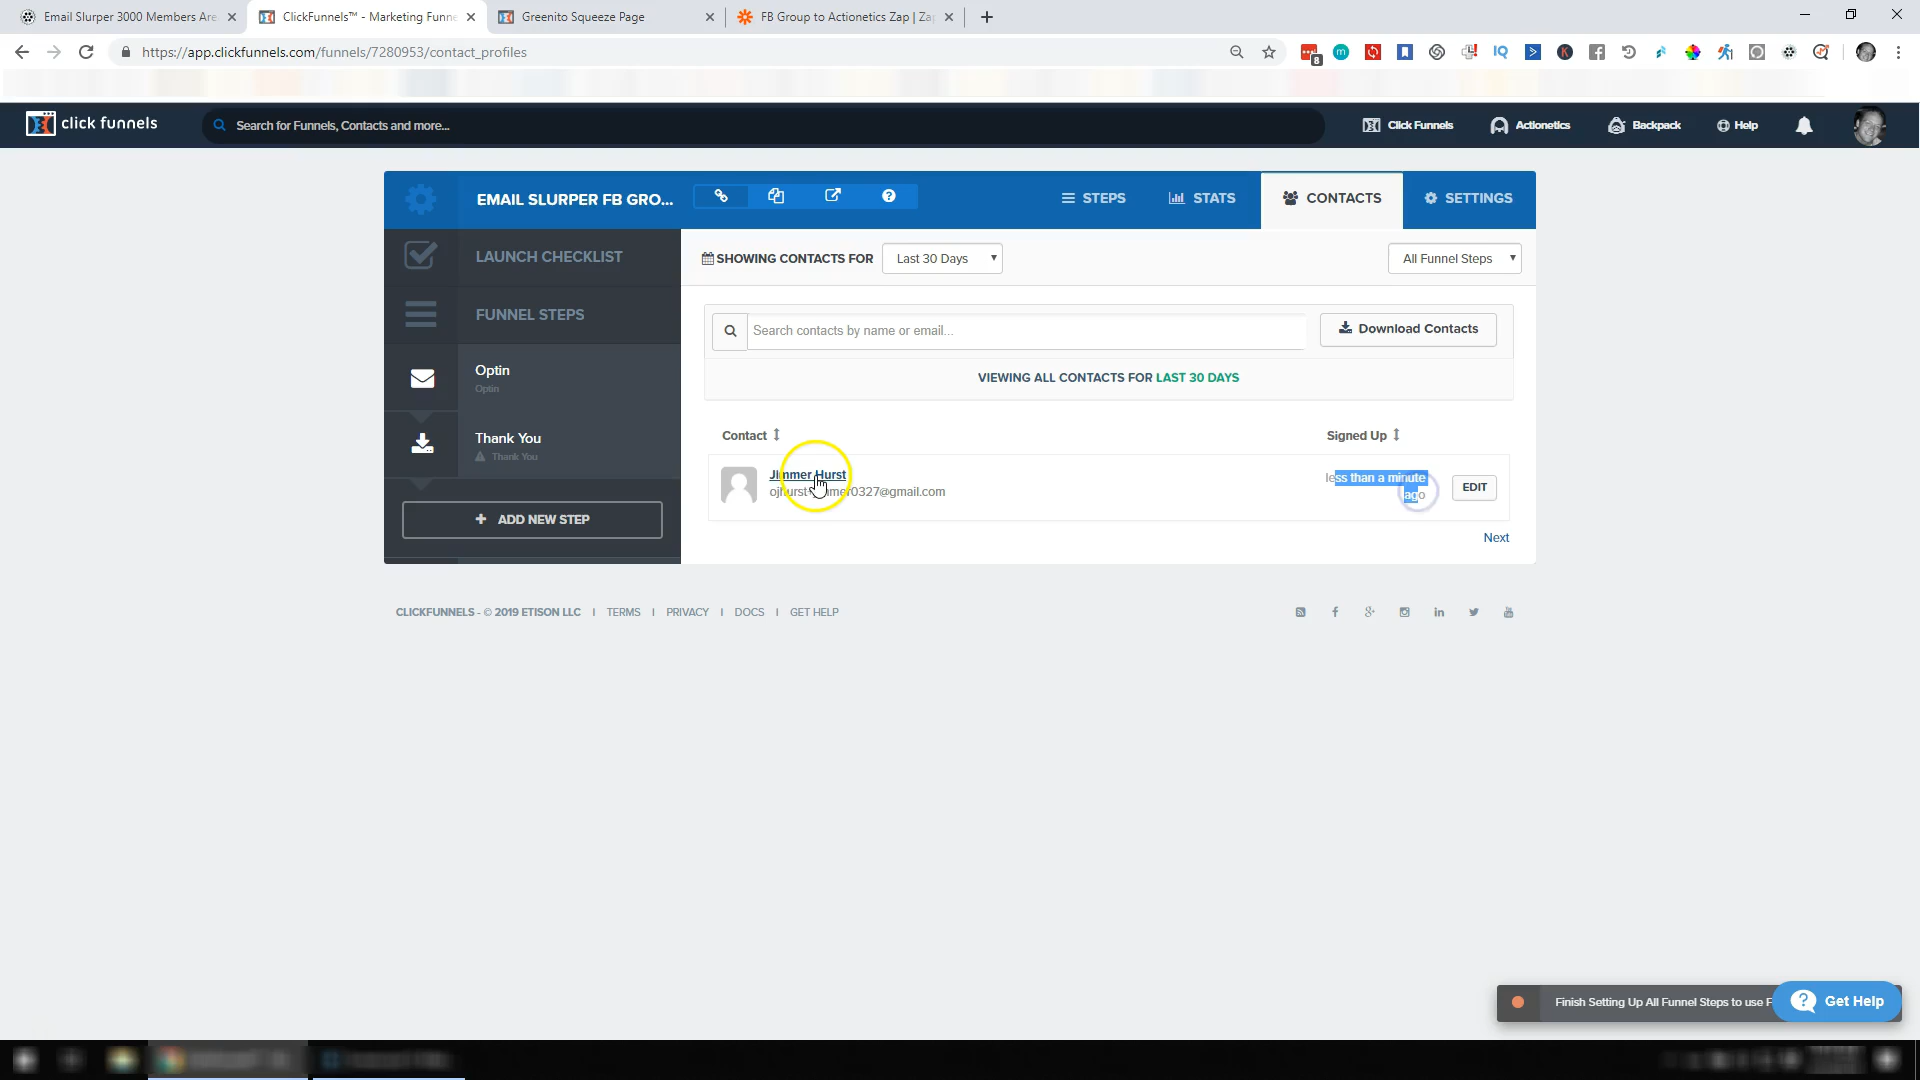 Email Slurper 3000 Members Are
ClickFunnels™ - Marketing Funne
Greenito Squeeze Page
FB Group to Actionetics Zap | Za
https://app.clickfunnels.com/funnels/7280953/contact_profiles
8
click funnels
Search for Funnels, Contacts and more...
Click Funnels
Actionetics
Backpack
Help
EMAIL SLURPER FB GRO...
STEPS
STATS
CONTACTS
SETTINGS
LAUNCH CHECKLIST
SHOWING CONTACTS FOR
Last 30 Days
All Funnel Steps
FUNNEL STEPS
Search contacts by name or email...
Download Contacts
Optin
Optin
VIEWING ALL CONTACTS FOR LAST 30 DAYS
Thank You
Thank You
Contact
Signed Up
Jimmer Hurst
less than a minute
ago
EDIT
ADD NEW STEP
Next
CLICKFUNNELS - © 2019 ETISON LLC | TERMS | PRIVACY | DOCS | GET HELP
Finish Setting Up All Funnel Steps to use F
Get Help